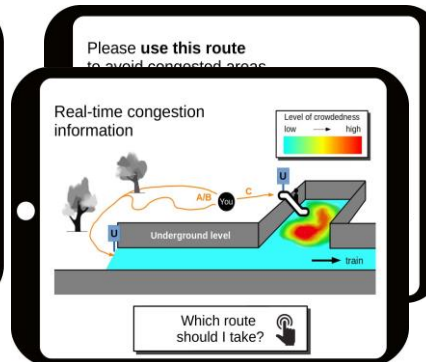 Please use this route
to avoid congested areas
Real-time congestion
information
Level of crowdedness
low high
U
A/B
You
C
U
Underground level
train
Which route
should I take?